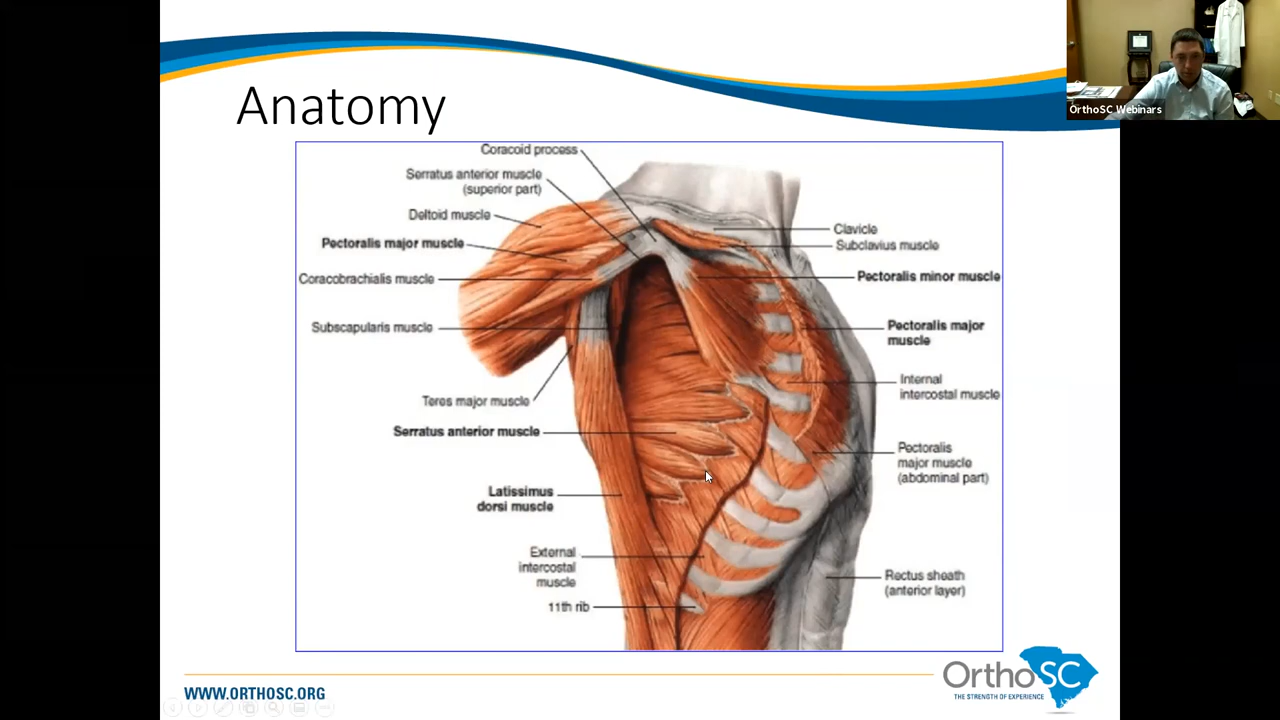 OrthoSC Webinars
Anatomy
Coracoid process
Serratus anterior muscle
(superior part)
Deltoid muscle
Pectoralis major muscle
Coracobrachialis muscle
Subscapularis muscle
Teres major muscle
Serratus anterior muscle
Latissimus
dorsi muscle
External
intercostal
muscle
11th rib
Clavicle
Subclavius muscle
Pectoralis minor muscle
Pectoralis major
muscle
Internal
intercostal muscle
Pectoralis
major muscle
(abdominal part)
Rectus sheath
(anterior layer)
WWW.ORTHOSC.ORG
OrthoSC
THE STRENGTH OF EXPERIENCE